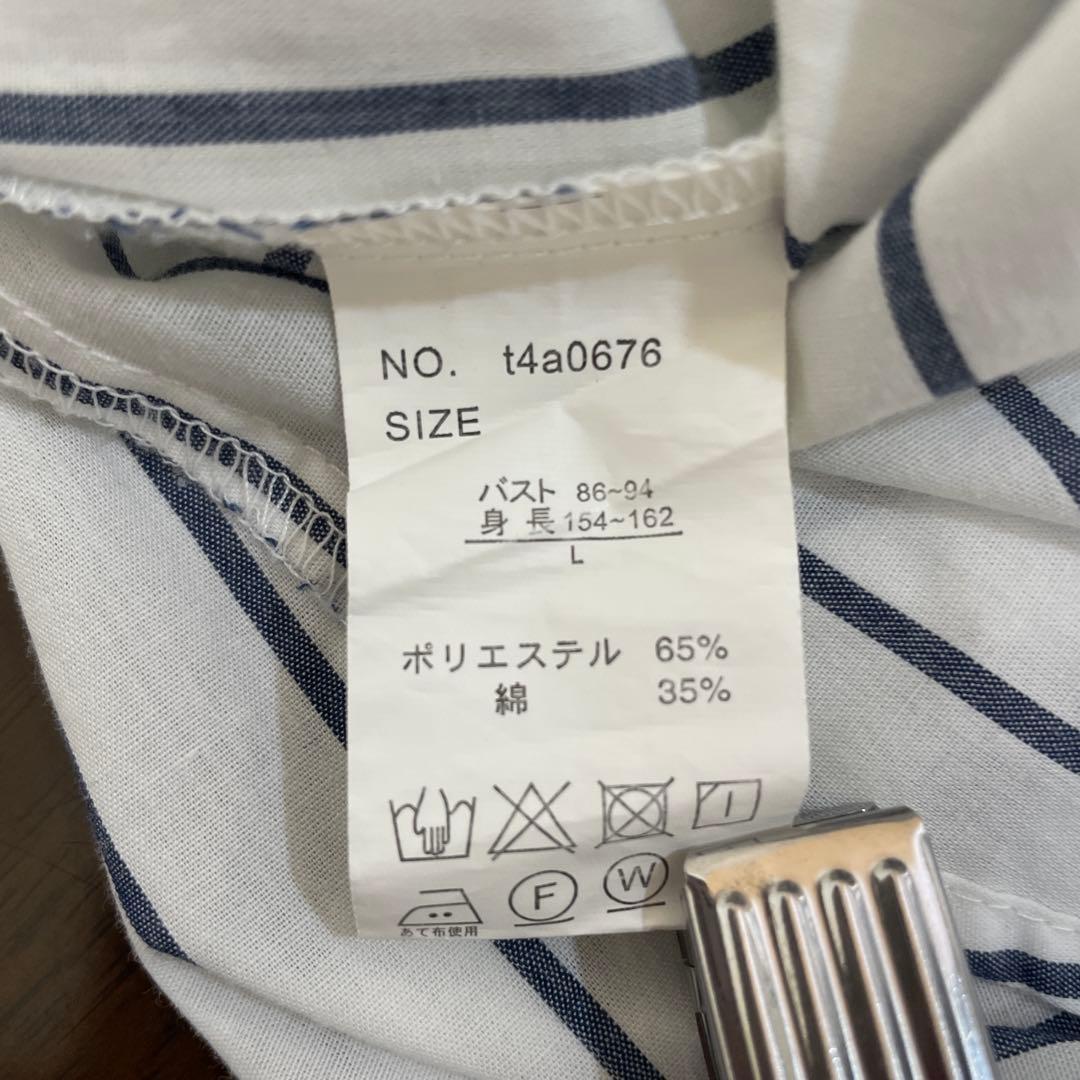 NO. t4a0676
SIZE
バスト 86~94
身長 154~162
L
ポリエステル 65%
綿 35%
F W
あて布使用